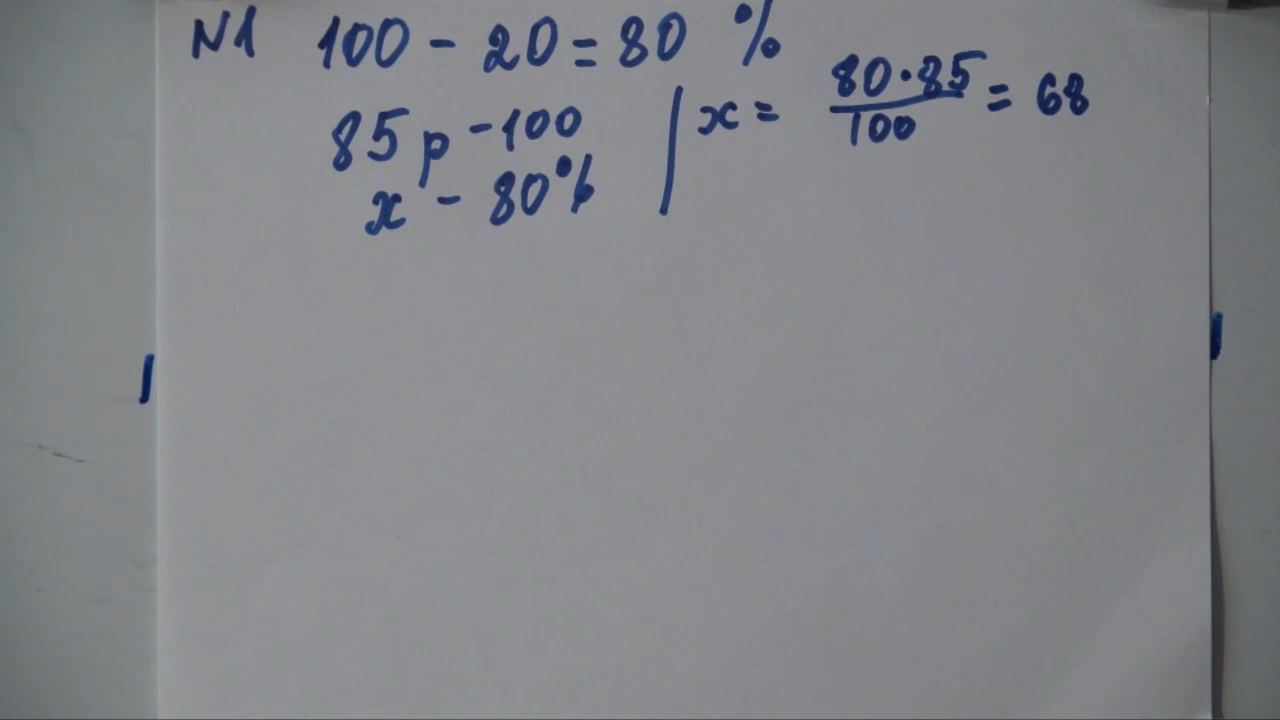 N1 100 - 20 = 80 %
85 р - 100 | x = 80·85/100 = 68
x - 80%